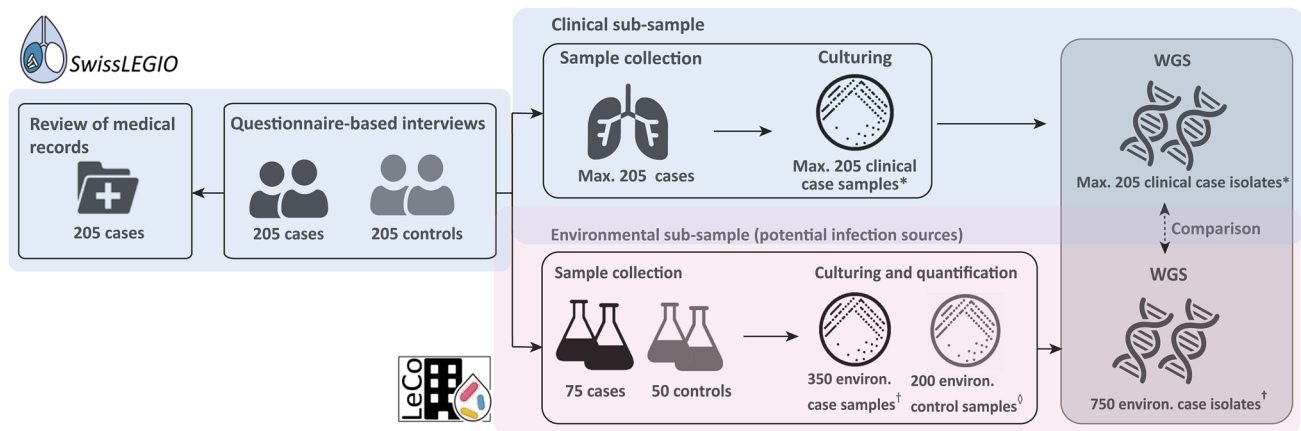 SwissLEGIO
Review of medical
records
205 cases
Questionnaire-based interviews
205 cases
205 controls
Clinical sub-sample
Sample collection
Max. 205 cases
Culturing
Max. 205 clinical
case samples*
WGS
Max. 205 clinical case isolates*
Comparison
WGS
750 environ. case isolates†
Environmental sub-sample (potential infection sources)
Sample collection
75 cases
50 controls
Culturing and quantification
350 environ.
case samples†
200 environ.
control samples◊
LeCo